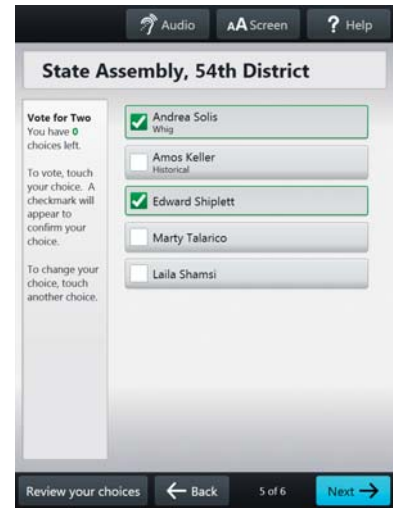 Audio
AA Screen
? Help
State Assembly, 54th District
Vote for Two
You have 0
choices left.
To vote, touch
your choice. A
checkmark will
appear to
confirm your
choice.
To change your
choice, touch
another choice.
Andrea Solis
Whig
Amos Keller
Historical
Edward Shiplett
Marty Talarico
Laila Shamsi
Review your choices
← Back
5 of 6
Next →